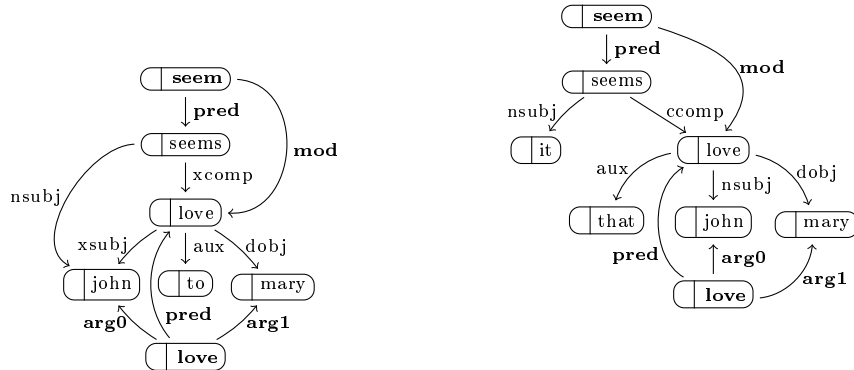 seem
pred
mod
seems
nsubj
xcomp
love
xsubj
aux
dobj
john
to
mary
arg0
pred
arg1
love
seem
pred
mod
seems
nsubj
ccomp
it
love
aux
nsubj
dobj
that
john
mary
pred
arg0
arg1
love